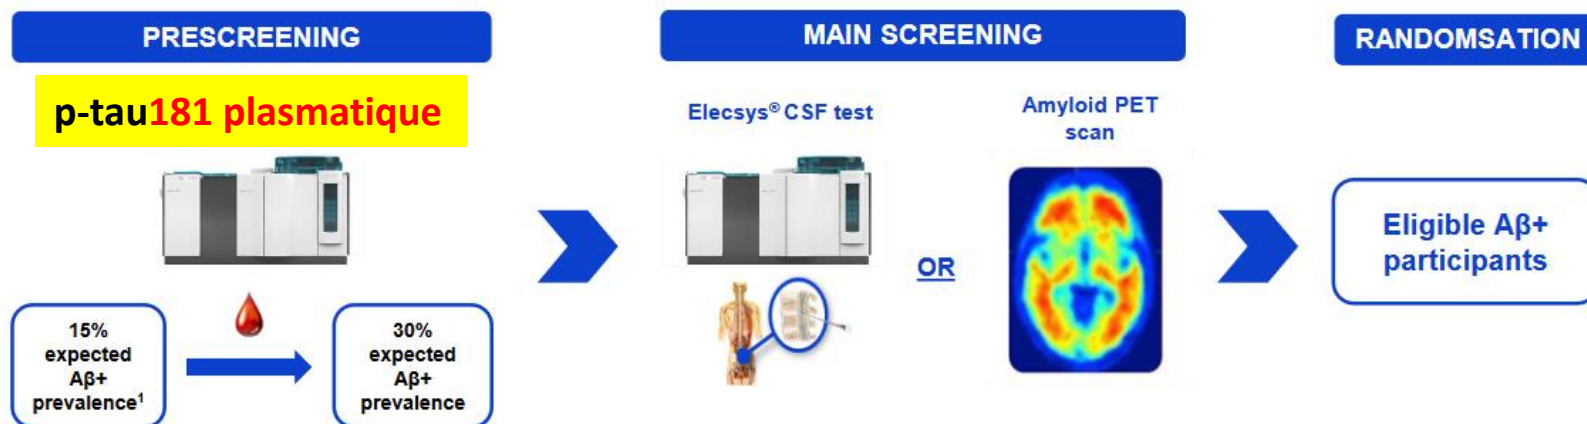 PRESCREENING
p-tau181 plasmatique
15%
expected
Aβ+
prevalence¹
30%
expected
Aβ+
prevalence
MAIN SCREENING
Elecsys® CSF test
OR
Amyloid PET
scan
RANDOMSATION
Eligible Aβ+
participants